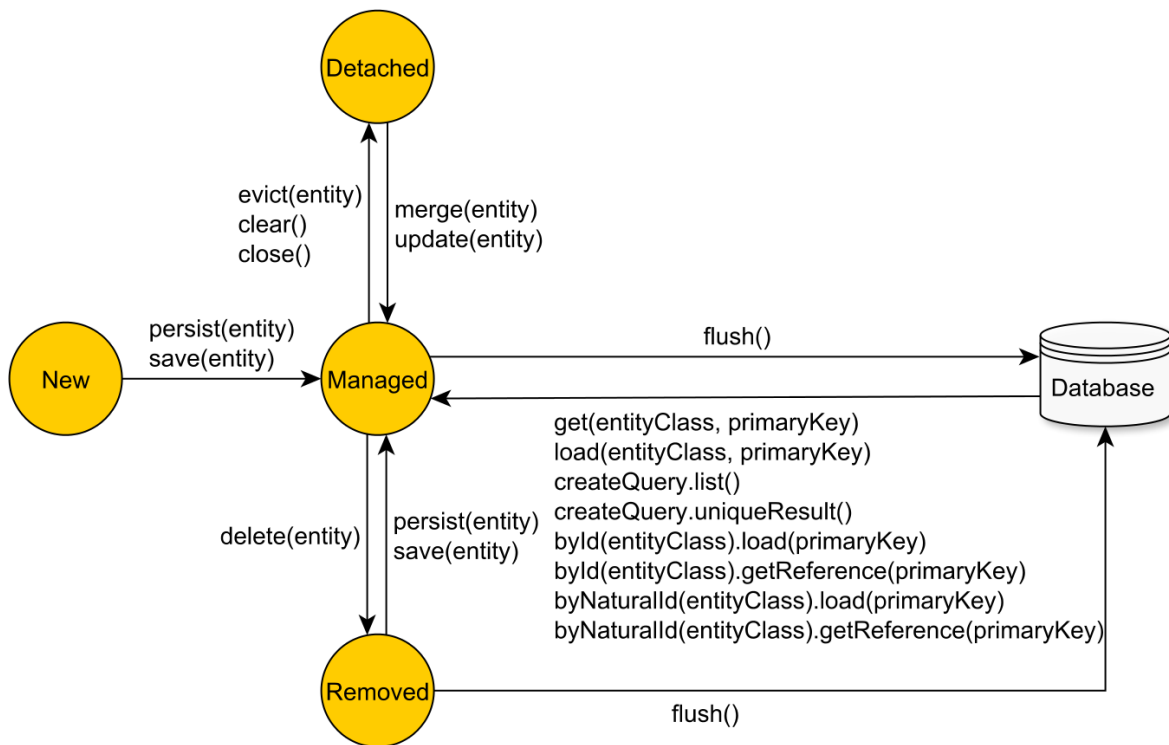 Detached
evict(entity)
clear()
close()
merge(entity)
update(entity)
persist(entity)
save(entity)
New
Managed
flush()
Database
get(entityClass, primaryKey)
load(entityClass, primaryKey)
createQuery.list()
createQuery.uniqueResult()
byId(entityClass).load(primaryKey)
byId(entityClass).getReference(primaryKey)
byNaturalId(entityClass).load(primaryKey)
byNaturalId(entityClass).getReference(primaryKey)
delete(entity)
persist(entity)
save(entity)
Removed
flush()